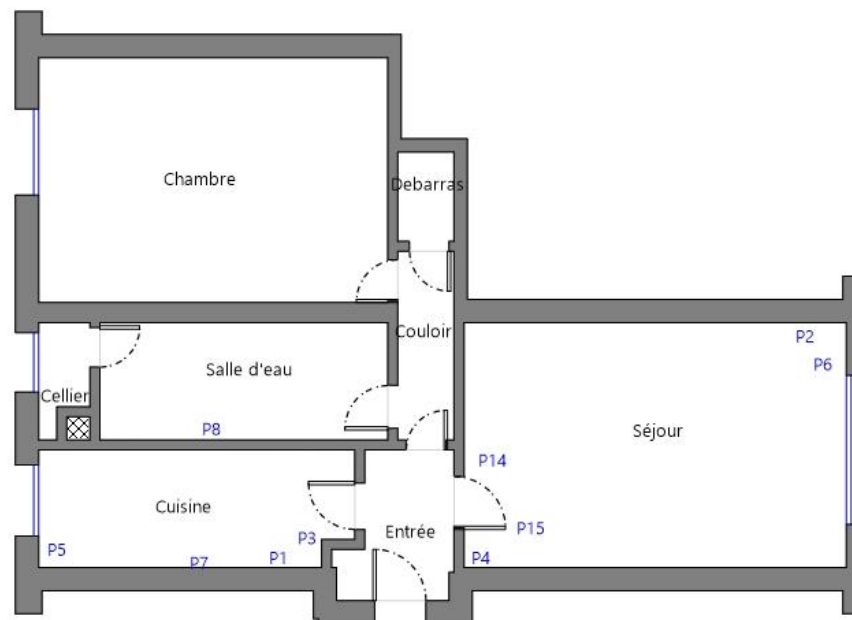 Chambre
Debarras
Couloir
P2
Salle d'eau
P6
Cellier
P8
Séjour
P14
Cuisine
P15
Entrée
P3
P5
P7
P1
P4